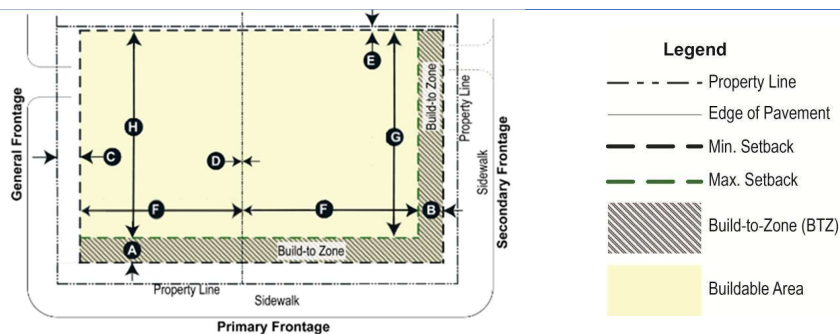 E
Build-to Zone
Property Line
H
G
General Frontage
C
D
Sidewalk
Secondary Frontage
F
F
B
A
Build-to Zone
Property Line
Sidewalk
Primary Frontage
Legend
Property Line
Edge of Pavement
Min. Setback
Max. Setback
Build-to-Zone (BTZ)
Buildable Area